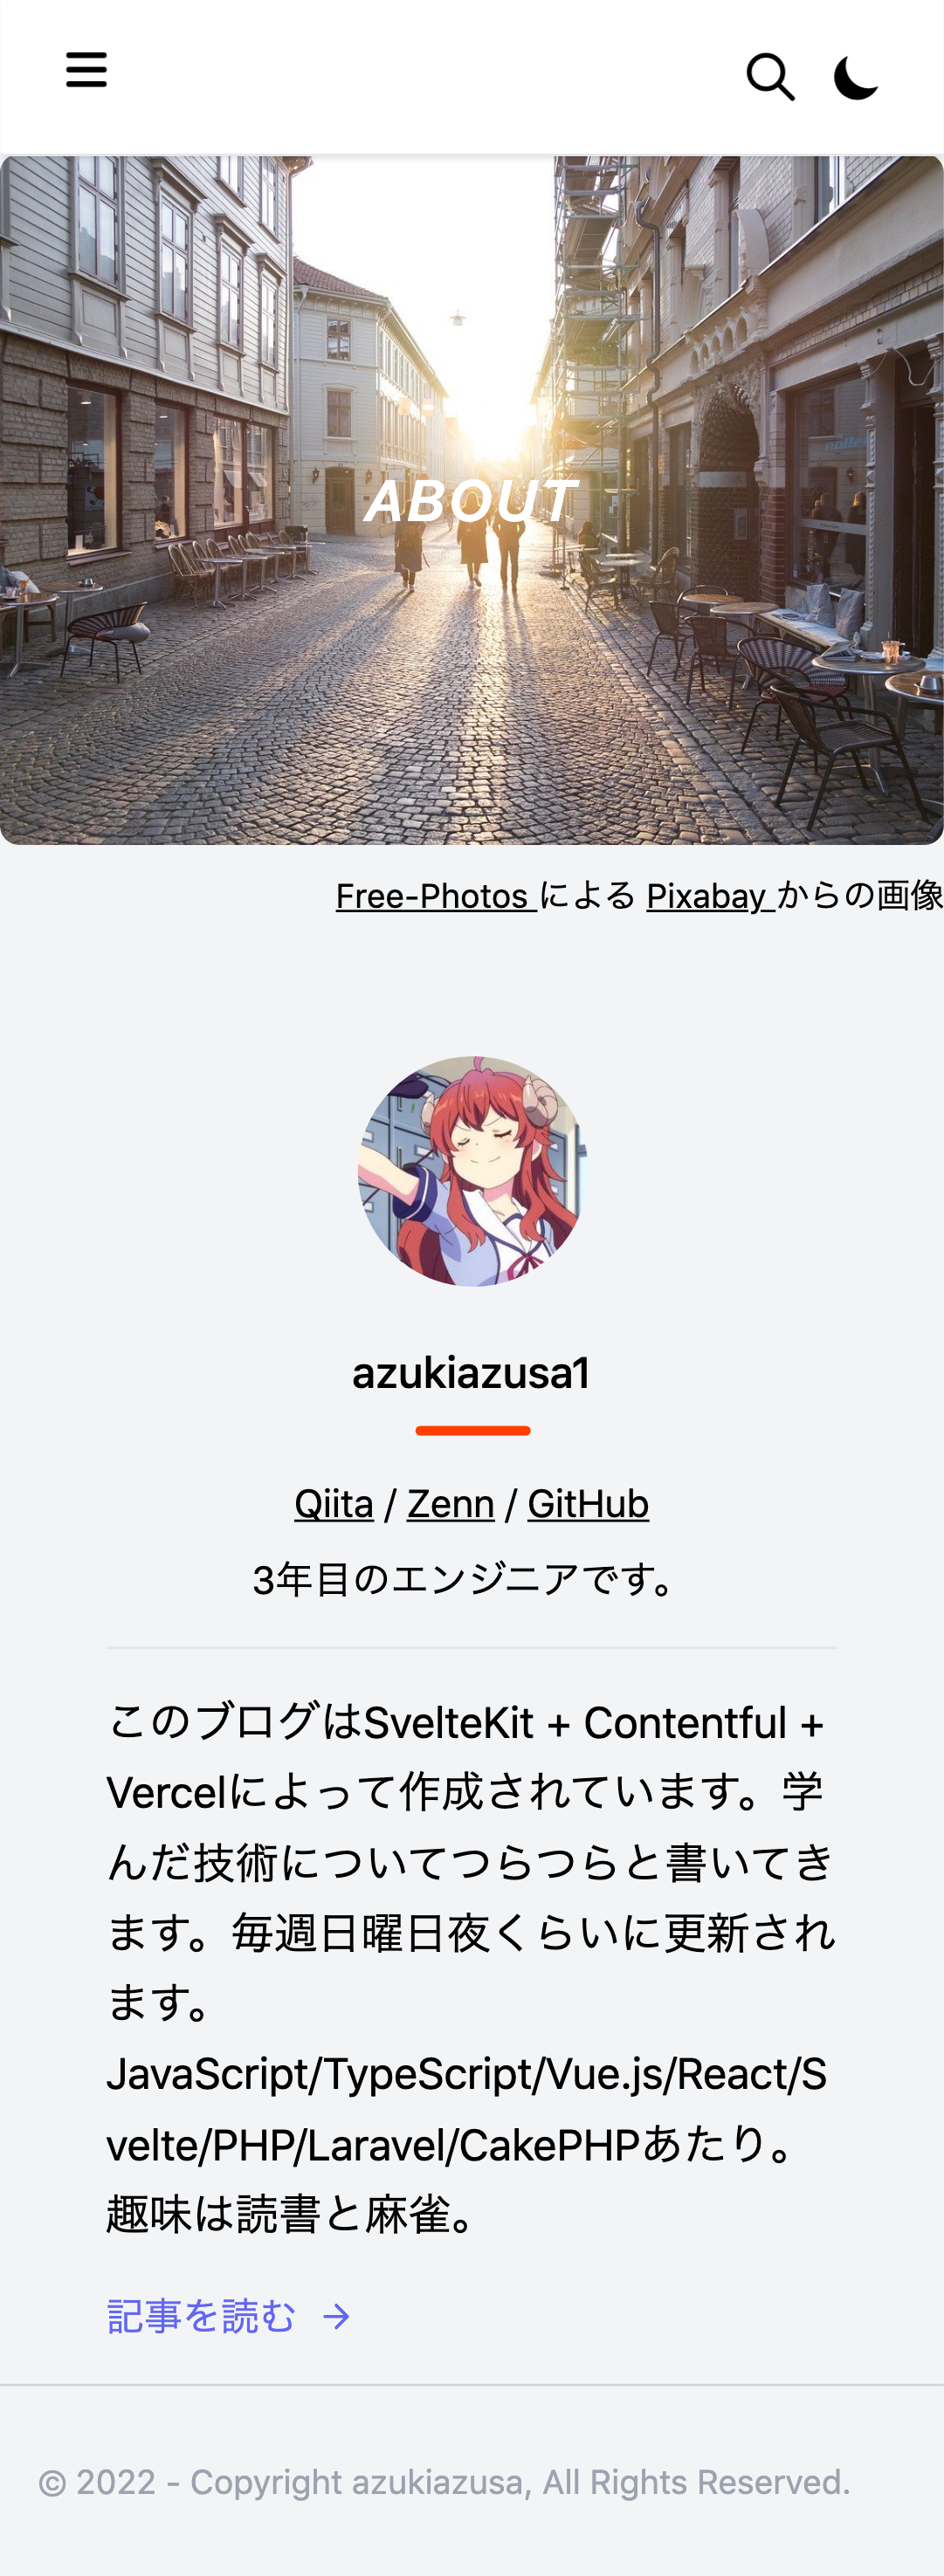 ABOUT
Free-Photos による Pixabay からの画像
azukiazusa1
Qiita / Zenn / GitHub
3年目のエンジニアです。
このブログはSvelteKit + Contentful +
Vercelによって作成されています。学
んだ技術についてつらつらと書いてき
ます。毎週日曜日夜くらいに更新され
ます。
JavaScript/TypeScript/Vue.js/React/S
velte/PHP/Laravel/CakePHPあたり。
趣味は読書と麻雀。
記事を読む →
© 2022 - Copyright azukiazusa, All Rights Reserved.